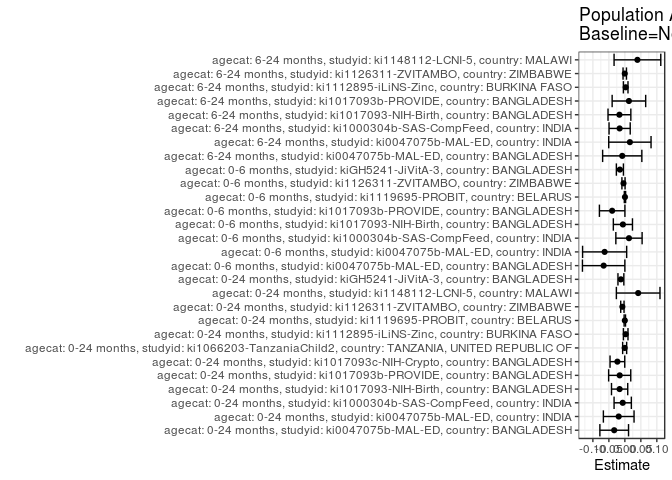 Population A
Baseline=N
agecat: 6-24 months, studyid: ki1148112-LCNI-5, country: MALAWI
agecat: 6-24 months, studyid: ki1126311-ZVITAMBO, country: ZIMBABWE
agecat: 6-24 months, studyid: ki1112895-iLiNS-Zinc, country: BURKINA FASO
agecat: 6-24 months, studyid: ki1017093b-PROVIDE, country: BANGLADESH
agecat: 6-24 months, studyid: ki1017093-NIH-Birth, country: BANGLADESH
agecat: 6-24 months, studyid: ki1000304b-SAS-CompFeed, country: INDIA
agecat: 6-24 months, studyid: ki0047075b-MAL-ED, country: INDIA
agecat: 6-24 months, studyid: ki0047075b-MAL-ED, country: BANGLADESH
agecat: 0-6 months, studyid: kiGH5241-JiVitA-3, country: BANGLADESH
agecat: 0-6 months, studyid: ki1126311-ZVITAMBO, country: ZIMBABWE
agecat: 0-6 months, studyid: ki1119695-PROBIT, country: BELARUS
agecat: 0-6 months, studyid: ki1017093b-PROVIDE, country: BANGLADESH
agecat: 0-6 months, studyid: ki1017093-NIH-Birth, country: BANGLADESH
agecat: 0-6 months, studyid: ki1000304b-SAS-CompFeed, country: INDIA
agecat: 0-6 months, studyid: ki0047075b-MAL-ED, country: INDIA
agecat: 0-6 months, studyid: ki0047075b-MAL-ED, country: BANGLADESH
agecat: 0-24 months, studyid: kiGH5241-JiVitA-3, country: BANGLADESH
agecat: 0-24 months, studyid: ki1148112-LCNI-5, country: MALAWI
agecat: 0-24 months, studyid: ki1126311-ZVITAMBO, country: ZIMBABWE
agecat: 0-24 months, studyid: ki1119695-PROBIT, country: BELARUS
agecat: 0-24 months, studyid: ki1112895-iLiNS-Zinc, country: BURKINA FASO
agecat: 0-24 months, studyid: ki1066203-TanzaniaChild2, country: TANZANIA, UNITED REPUBLIC OF
agecat: 0-24 months, studyid: ki1017093c-NIH-Crypto, country: BANGLADESH
agecat: 0-24 months, studyid: ki1017093b-PROVIDE, country: BANGLADESH
agecat: 0-24 months, studyid: ki1017093-NIH-Birth, country: BANGLADESH
agecat: 0-24 months, studyid: ki1000304b-SAS-CompFeed, country: INDIA
agecat: 0-24 months, studyid: ki0047075b-MAL-ED, country: INDIA
agecat: 0-24 months, studyid: ki0047075b-MAL-ED, country: BANGLADESH
-0.10 -0.05 0.00 0.05 0.10
Estimate